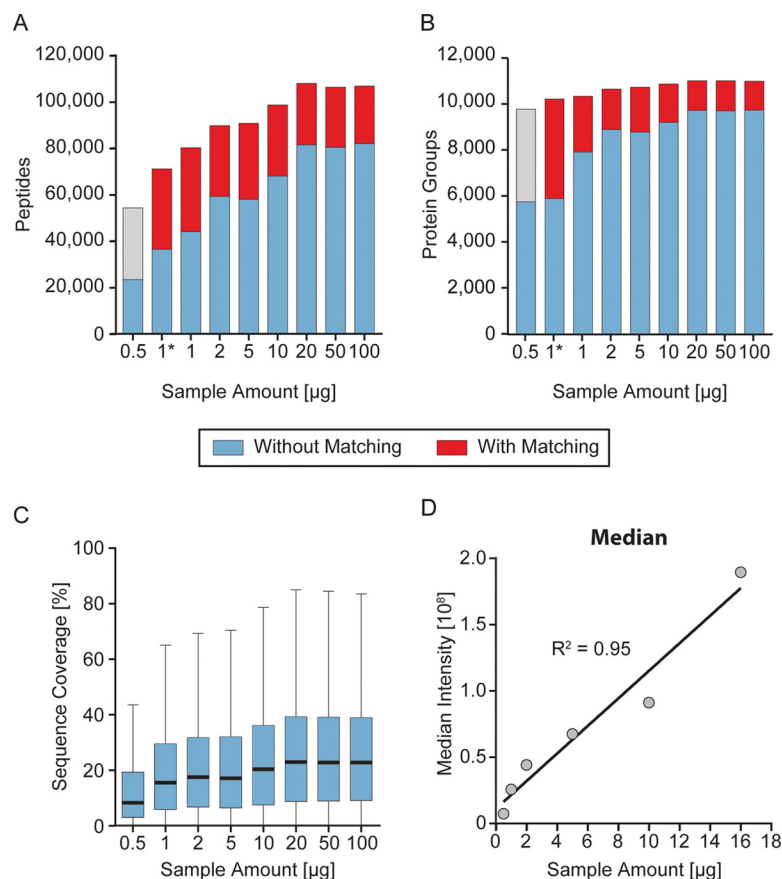 A
120,000
100,000
80,000
60,000
40,000
20,000
0
Peptides
0.5 1* 1 2 5 10 20 50 100
Sample Amount [µg]
B
12,000
10,000
8,000
6,000
4,000
2,000
0
Protein Groups
0.5 1* 1 2 5 10 20 50 100
Sample Amount [µg]
Without Matching With Matching
C
100
80
60
40
20
0
Sequence Coverage [%]
0.5 1 2 5 10 20 50 100
Sample Amount [µg]
D
Median
2.0
1.5
1.0
0.5
0
Median Intensity [10⁸]
R² = 0.95
0 2 4 6 8 10 12 14 16 18
Sample Amount [µg]